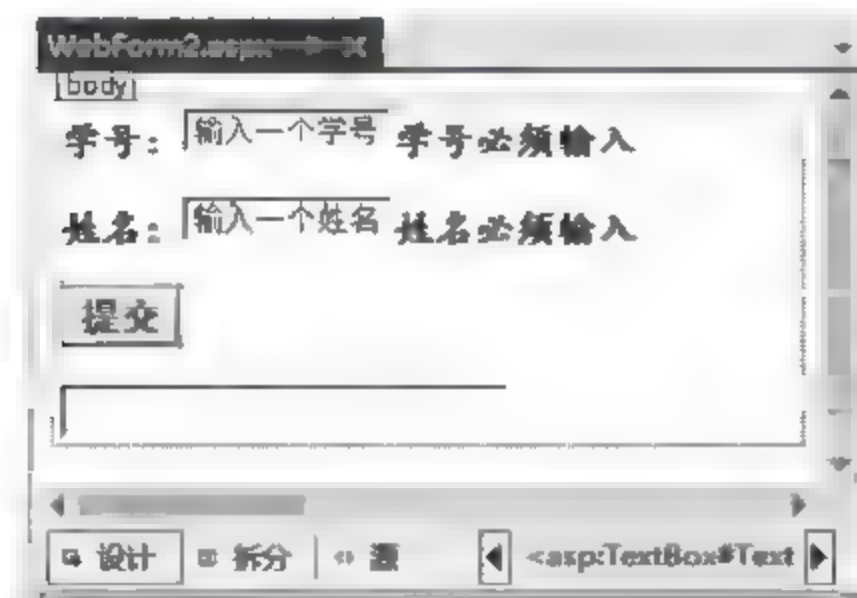 WebForm2.aspx
body
学号： 输入一个学号 学号必须输入
姓名： 输入一个姓名 姓名必须输入
提交
设计 拆分 源 <asp:TextBox#Text